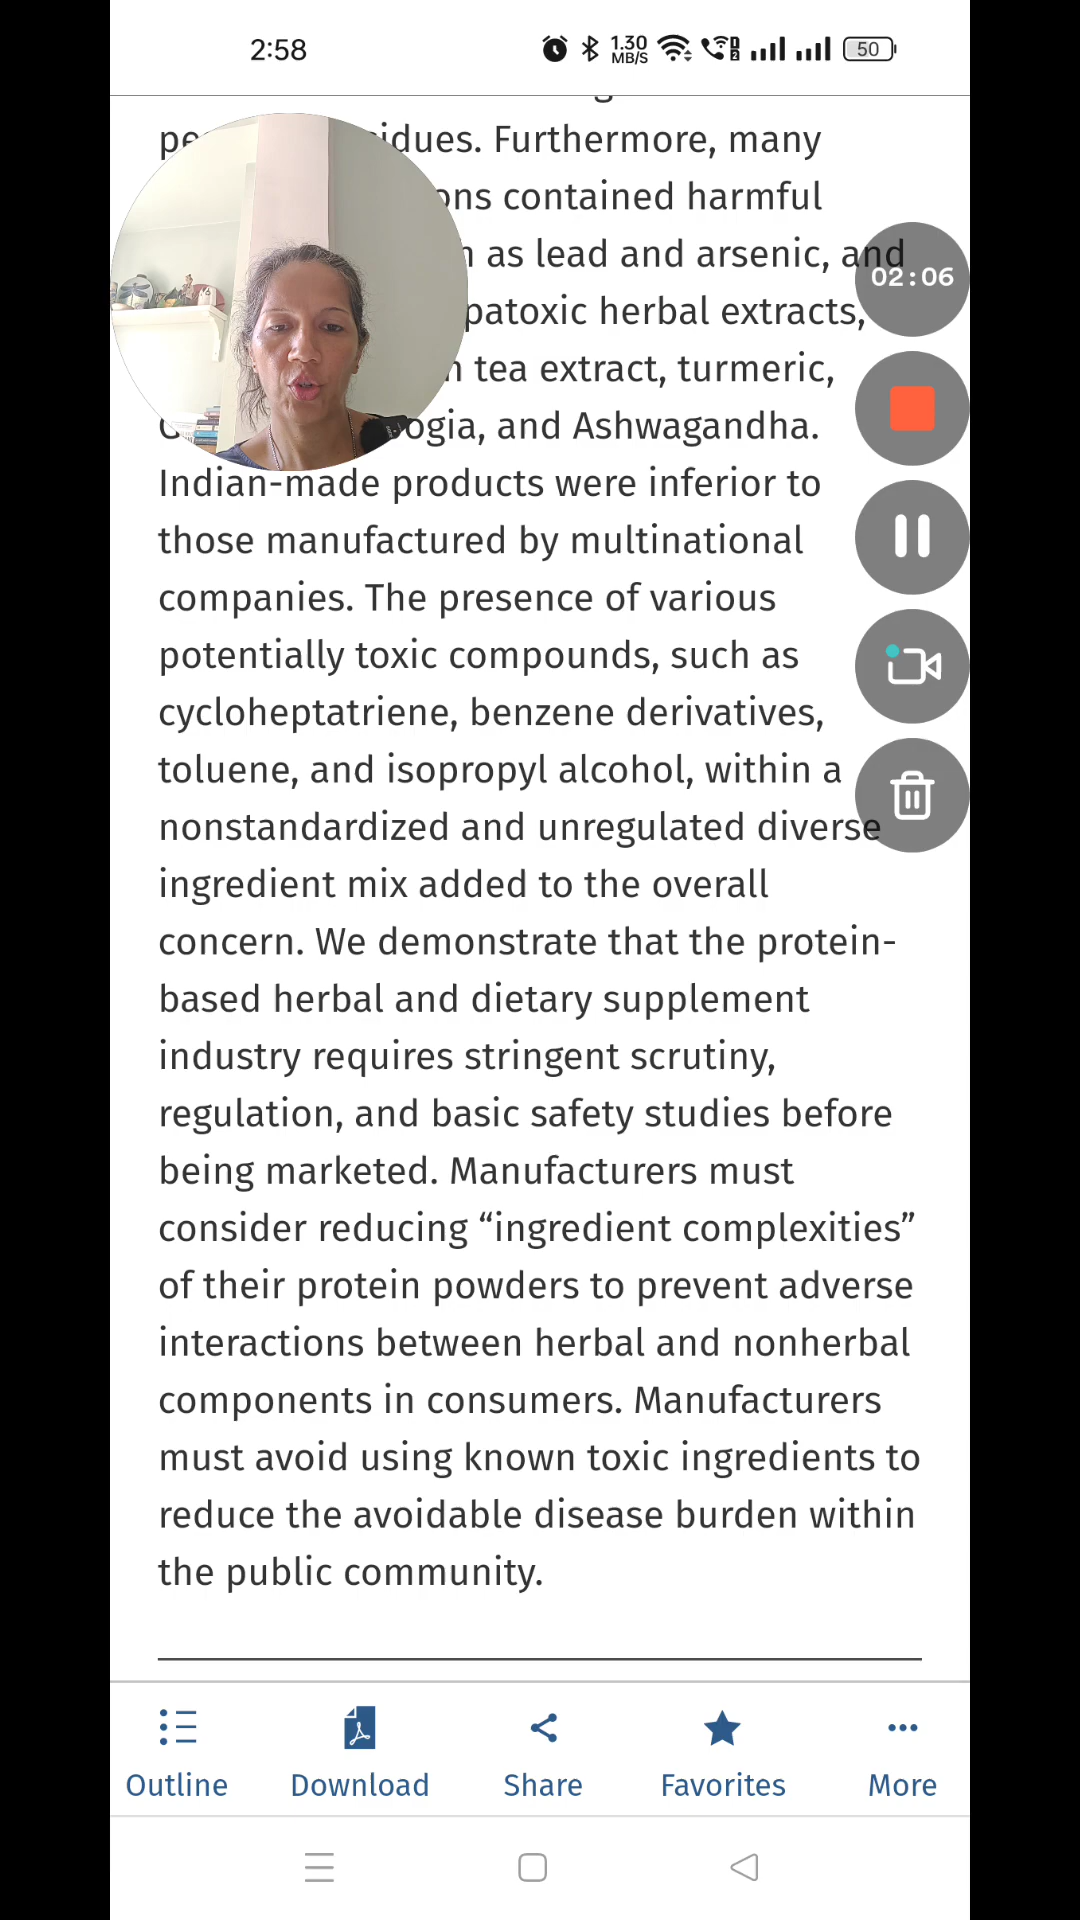 2:58
1.30
MB/S
2
50
idues. Furthermore, many
ons contained harmful
as lead and arsenic, and
02:06
patoxic herbal extracts,
tea extract, turmeric,
ogia, and Ashwagandha.
Indian-made products were inferior to
those manufactured by multinational
companies. The presence of various
potentially toxic compounds, such as
cycloheptatriene, benzene derivatives,
toluene, and isopropyl alcohol, within a
nonstandardized and unregulated diverse
ingredient mix added to the overall
concern. We demonstrate that the protein-
based herbal and dietary supplement
industry requires stringent scrutiny,
regulation, and basic safety studies before
being marketed. Manufacturers must
consider reducing “ingredient complexities”
of their protein powders to prevent adverse
interactions between herbal and nonherbal
components in consumers. Manufacturers
must avoid using known toxic ingredients to
reduce the avoidable disease burden within
the public community.
Outline Download Share Favorites More